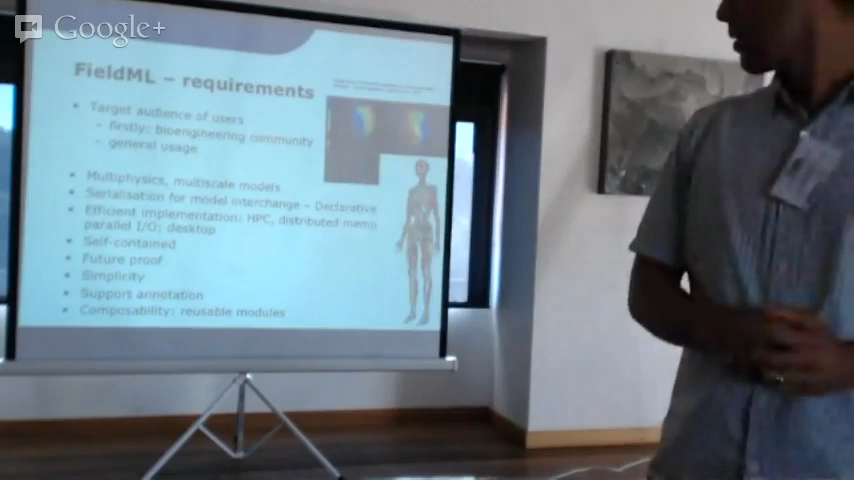 Google+
FieldML – requirements
• Target audience of users
– firstly: bioengineering community
– general usage
• Multiphysics, multiscale models
• Serialisation for model interchange – Declarative
• Efficient implementation: HPC, distributed memo
parallel I/O; desktop
• Self-contained
• Future proof
• Simplicity
• Support annotation
• Composability: reusable modules